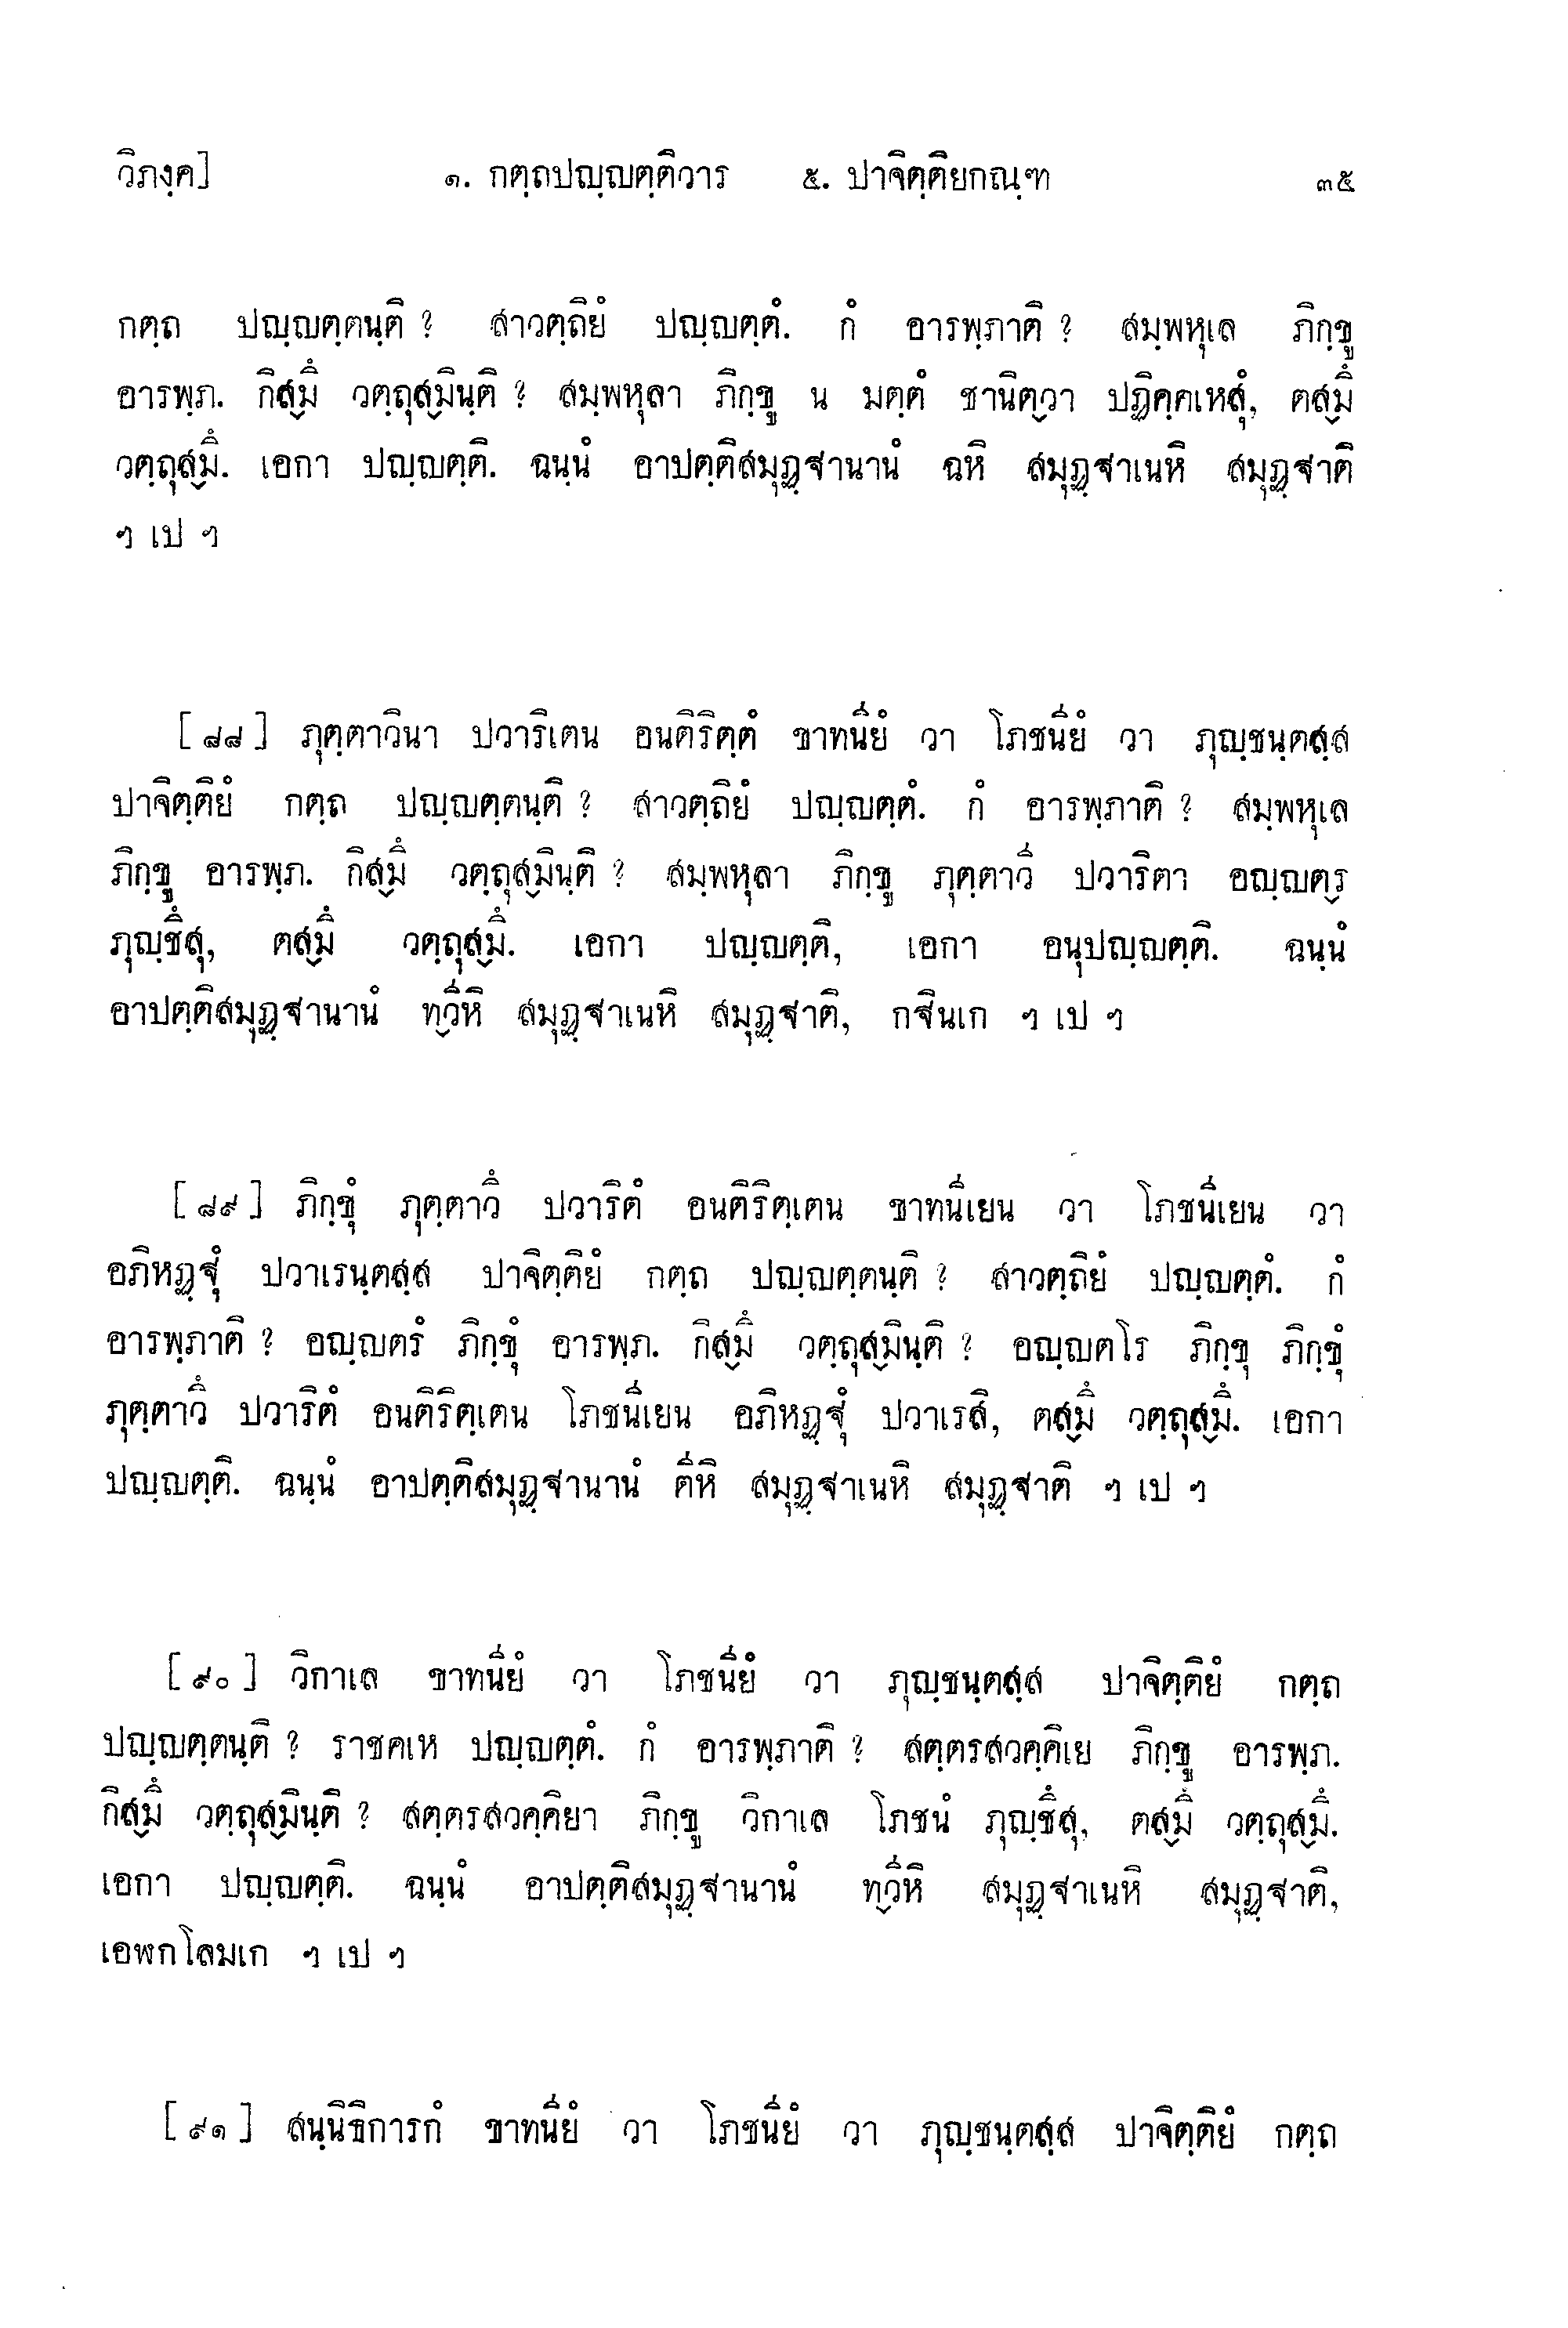 วิภงฺค] ๑. กตฺถปญฺญตฺติวาร ๕. ปาจิตฺติยกณฺฑ ๓๕
กตฺถ ปญฺญตฺตนฺติ ? สาวตฺถิยํ ปญฺญตฺตํ. กํ อารพฺภาติ ? สมฺพหุเล ภิกฺขู
อารพฺภ. กิสฺมึ วตฺถุสฺมินฺติ ? สมฺพหุลา ภิกฺขู น มตฺตํ ชานิตฺวา ปฏิคฺคเหสุํ, ตสฺมึ
วตฺถุสฺมึ. เอกา ปญฺญตฺติ. ฉนฺนํ อาปตฺติสมุฏฺฐานานํ ฉหิ สมุฏฺฐาเนหิ สมุฏฺฐาติ
ฯ เป ฯ
[๘๘] ภุตฺตาวินา ปวาริเตน อนติริตฺตํ ขาทนียํ วา โภชนียํ วา ภุญฺชนฺตสฺส
ปาจิตฺติยํ กตฺถ ปญฺญตฺตนฺติ ? สาวตฺถิยํ ปญฺญตฺตํ. กํ อารพฺภาติ ? สมฺพหุเล
ภิกฺขู อารพฺภ. กิสฺมึ วตฺถุสฺมินฺติ ? สมฺพหุลา ภิกฺขู ภุตฺตาวี ปวาริตา อญฺญตฺร
ภุญฺชึสุ, ตสฺมึ วตฺถุสฺมึ. เอกา ปญฺญตฺติ, เอกา อนุปญฺญตฺติ. ฉนฺนํ
อาปตฺติสมุฏฺฐานานํ ทฺวีหิ สมุฏฺฐาเนหิ สมุฏฺฐาติ, กฐินเก ฯ เป ฯ
[๘๙] ภิกฺขุํ ภุตฺตาวึ ปวาริตํ อนติริตฺเตน ขาทนีเยน วา โภชนีเยน วา
อภิหฏฺฐุํ ปวาเรนฺตสฺส ปาจิตฺติยํ กตฺถ ปญฺญตฺตนฺติ ? สาวตฺถิยํ ปญฺญตฺตํ. กํ
อารพฺภาติ ? อญฺญตรํ ภิกฺขุํ อารพฺภ. กิสฺมึ วตฺถุสฺมินฺติ ? อญฺญตโร ภิกฺขุ ภิกฺขุํ
ภุตฺตาวึ ปวาริตํ อนติริตฺเตน โภชนีเยน อภิหฏฺฐุํ ปวาเรสิ, ตสฺมึ วตฺถุสฺมึ. เอกา
ปญฺญตฺติ. ฉนฺนํ อาปตฺติสมุฏฺฐานานํ ตีหิ สมุฏฺฐาเนหิ สมุฏฺฐาติ ฯ เป ฯ
[๙๐] วิกาเล ขาทนียํ วา โภชนียํ วา ภุญฺชนฺตสฺส ปาจิตฺติยํ กตฺถ
ปญฺญตฺตนฺติ ? ราชคเห ปญฺญตฺตํ. กํ อารพฺภาติ ? สตฺตรสวคฺคิเย ภิกฺขู อารพฺภ.
กิสฺมึ วตฺถุสฺมินฺติ ? สตฺตรสวคฺคิยา ภิกฺขู วิกาเล โภชนํ ภุญฺชึสุ, ตสฺมึ วตฺถุสฺมึ.
เอกา ปญฺญตฺติ. ฉนฺนํ อาปตฺติสมุฏฺฐานานํ ทฺวีหิ สมุฏฺฐาเนหิ สมุฏฺฐาติ,
เอฬกโลมเก ฯ เป ฯ
[๙๑] สนฺนิธิการกํ ขาทนียํ วา โภชนียํ วา ภุญฺชนฺตสฺส ปาจิตฺติยํ กตฺถ